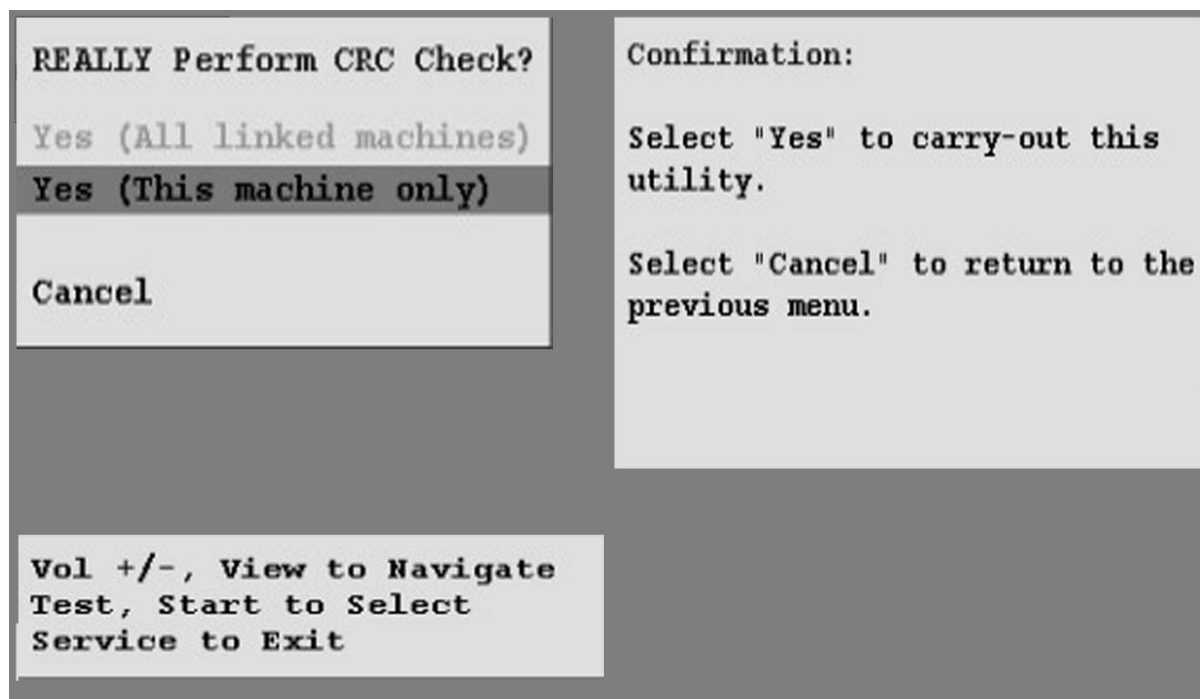 REALLY Perform CRC Check?
Yes (All linked machines)
Yes (This machine only)
Cancel
Confirmation:
Select "Yes" to carry-out this
utility.
Select "Cancel" to return to the
previous menu.
Vol +/-, View to Navigate
Test, Start to Select
Service to Exit